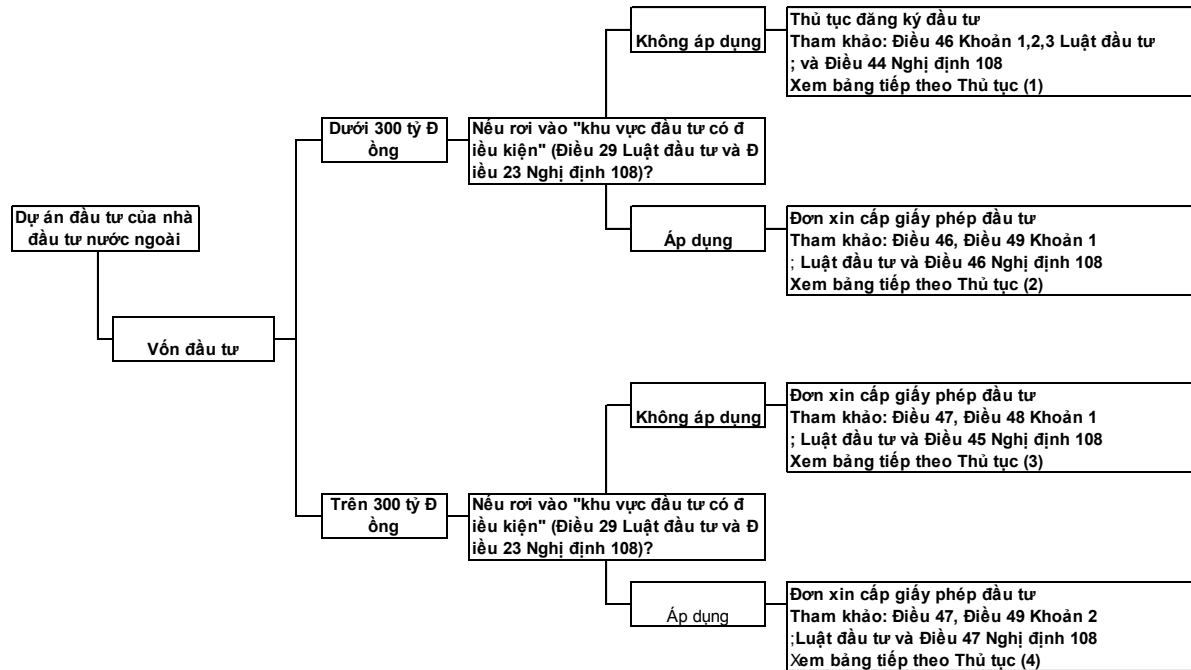 Không áp dụng
Thủ tục đăng ký đầu tư
Tham khảo: Điều 46 Khoản 1,2,3 Luật đầu tư
; và Điều 44 Nghị định 108
Xem bảng tiếp theo Thủ tục (1)
Dưới 300 tỷ Đ
ồng
Nếu rơi vào "khu vực đầu tư có đ
iều kiện" (Điều 29 Luật đầu tư và Đ
iều 23 Nghị định 108)?
Áp dụng
Đơn xin cấp giấy phép đầu tư
Tham khảo: Điều 46, Điều 49 Khoản 1
; Luật đầu tư và Điều 46 Nghị định 108
Xem bảng tiếp theo Thủ tục (2)
Dự án đầu tư của nhà
đầu tư nước ngoài
Vốn đầu tư
Không áp dụng
Đơn xin cấp giấy phép đầu tư
Tham khảo: Điều 47, Điều 48 Khoản 1
; Luật đầu tư và Điều 45 Nghị định 108
Xem bảng tiếp theo Thủ tục (3)
Trên 300 tỷ Đ
ồng
Nếu rơi vào "khu vực đầu tư có đ
iều kiện" (Điều 29 Luật đầu tư và Đ
iều 23 Nghị định 108)?
Áp dụng
Đơn xin cấp giấy phép đầu tư
Tham khảo: Điều 47, Điều 49 Khoản 2
;Luật đầu tư và Điều 47 Nghị định 108
Xem bảng tiếp theo Thủ tục (4)